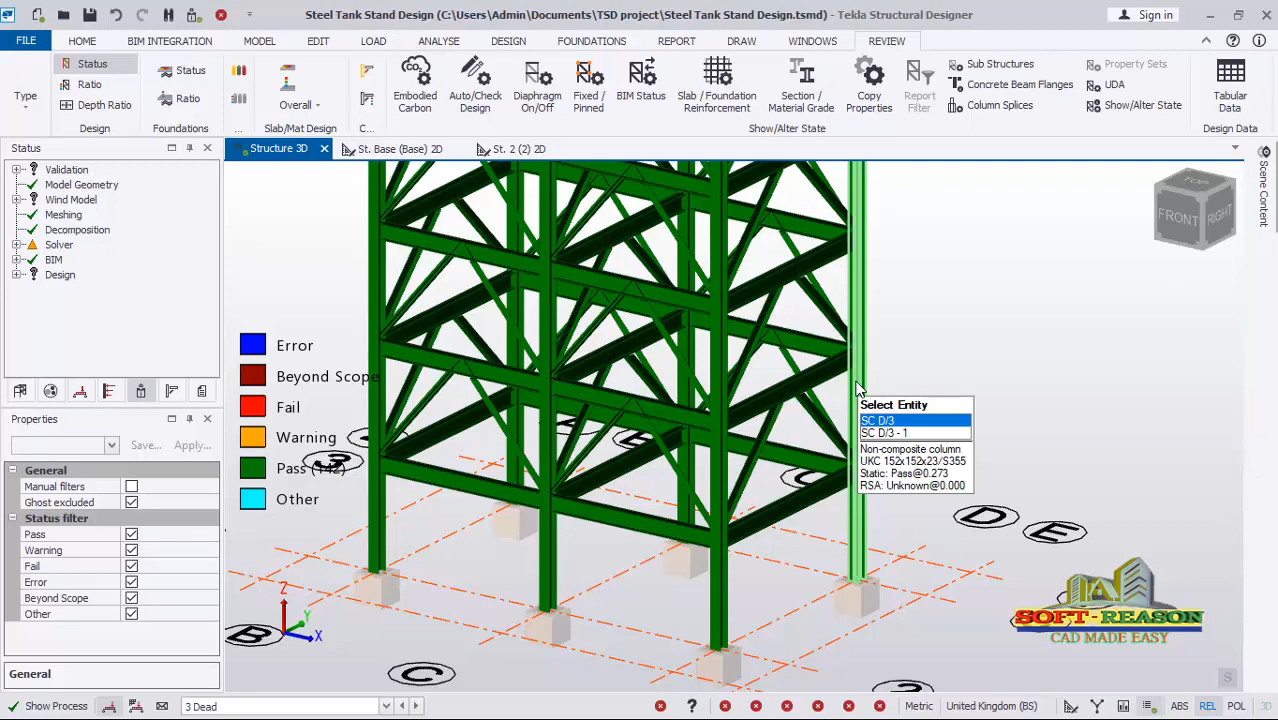 Steel Tank Stand Design (C:\Users\Admin\Documents\TSD project\Steel Tank Stand Design.tsmd) - Tekla Structural Designer
Sign in
FILE HOME BIM INTEGRATION MODEL EDIT LOAD ANALYSE DESIGN FOUNDATIONS REPORT DRAW WINDOWS REVIEW
Type
Status
Ratio
Depth Ratio
Design
Status
Ratio
Foundations
...
Overall
Slab/Mat Design
C...
Embodied
Carbon
Auto/Check
Design
Diaphragm
On/Off
Fixed /
Pinned
BIM Status
Slab / Foundation
Reinforcement
Section /
Material Grade
Copy
Properties
Report
Filter
Sub Structures
Concrete Beam Flanges
Column Splices
Property Sets
UDA
Show/Alter State
Show/Alter State
Tabular
Data
Design Data
Status
Validation
Model Geometry
Wind Model
Meshing
Decomposition
Solver
BIM
Design
Properties
Save...
Apply...
General
Manual filters
Ghost excluded
Status filter
Pass
Warning
Fail
Error
Beyond Scope
Other
General
Structure 3D
St. Base (Base) 2D
St. 2 (2) 2D
TOP
FRONT
RIGHT
Scene Content
Error
Beyond Scope
Fail
Warning
Pass (142)
Other
Select Entity
SC D/3
SC D/3 - 1
Non-composite column
UKC 152x152x23/S355
Static: Pass@0.273
RSA: Unknown@0.000
3
E
C
D
E
B
C
Z
Y
X
SOFT-REASON
CAD MADE EASY
S
Show Process
3 Dead
Metric
United Kingdom (BS)
ABS
REL
POL
3D